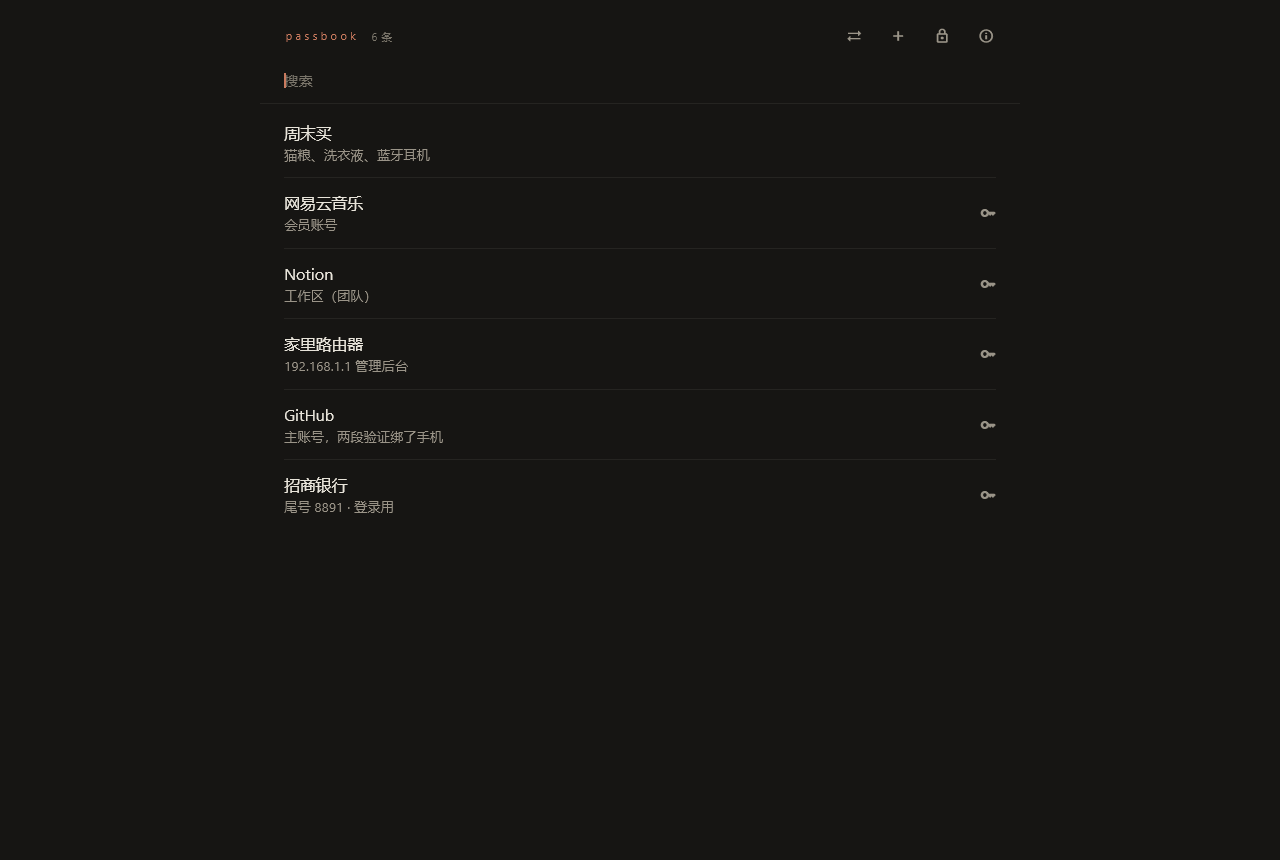 passbook 6 条
搜索
周末买
猫粮、洗衣液、蓝牙耳机
网易云音乐
会员账号
Notion
工作区（团队）
家里路由器
192.168.1.1 管理后台
GitHub
主账号，两段验证绑了手机
招商银行
尾号 8891 · 登录用